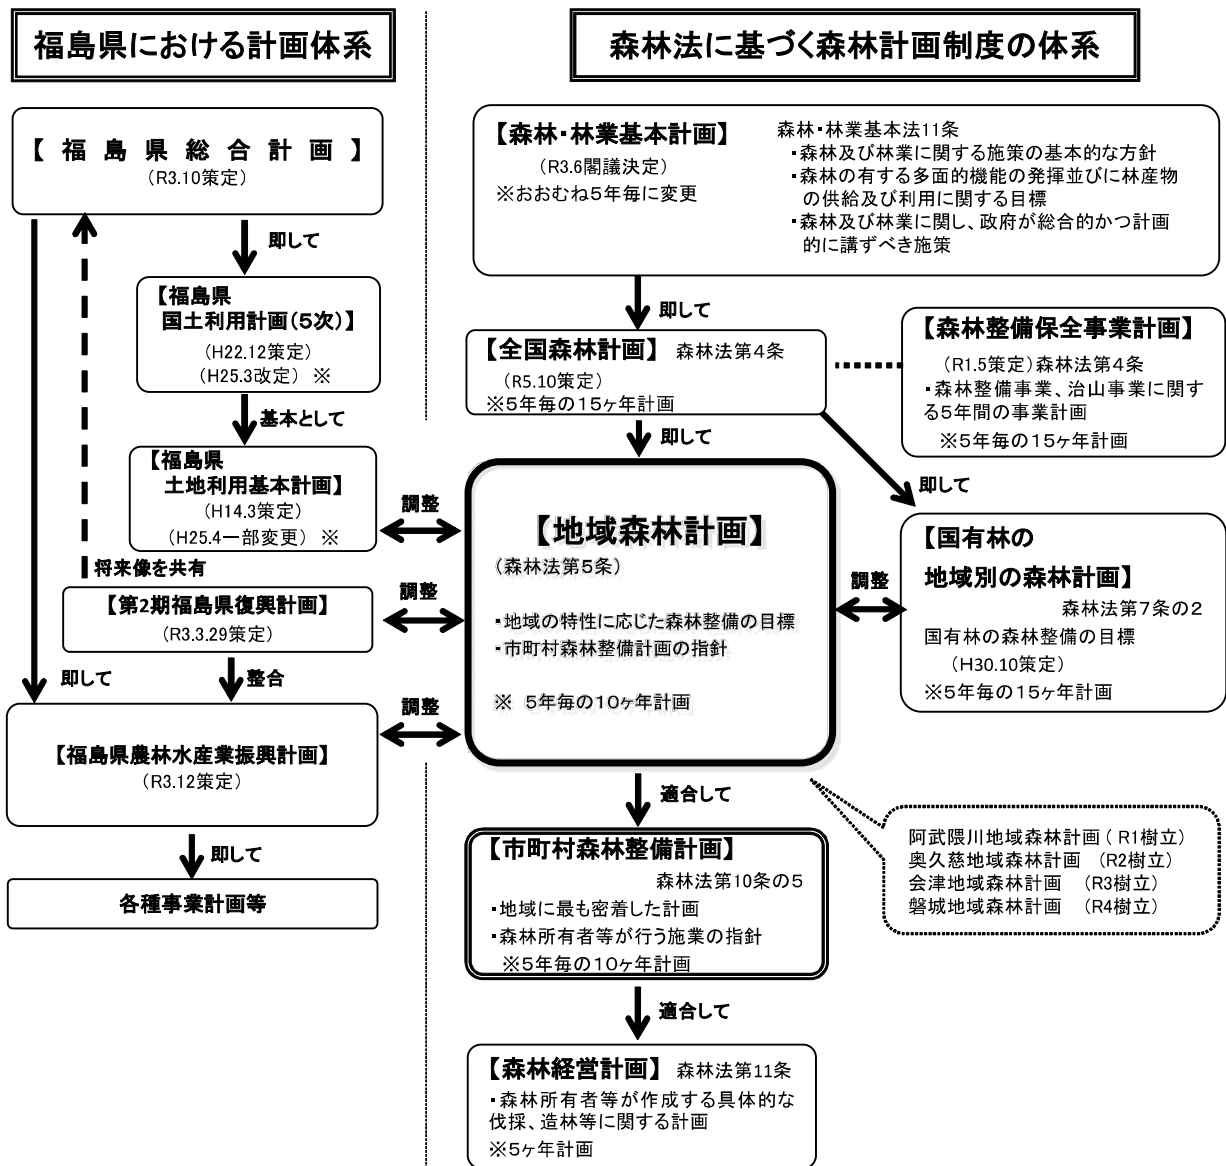 福島県における計画体系
【 福 島 県 総 合 計 画 】
(R3.10策定)
即して
【福島県
国土利用計画(5次)】
(H22.12策定)
(H25.3改定) ※
基本として
【福島県
土地利用基本計画】
(H14.3策定)
(H25.4一部変更) ※
将来像を共有
【第2期福島県復興計画】
(R3.3.29策定)
即して
整合
【福島県農林水産業振興計画】
(R3.12策定)
即して
各種事業計画等
調整
調整
調整
森林法に基づく森林計画制度の体系
【森林・林業基本計画】
(R3.6閣議決定)
※おおむね5年毎に変更
森林・林業基本法11条
・森林及び林業に関する施策の基本的な方針
・森林の有する多面的機能の発揮並びに林産物
の供給及び利用に関する目標
・森林及び林業に関し、政府が総合的かつ計画
的に講ずべき施策
即して
【全国森林計画】 森林法第4条
(R5.10策定)
※5年毎の15ヶ年計画
【森林整備保全事業計画】
(R1.5策定)森林法第4条
・森林整備事業、治山事業に関す
る5年間の事業計画
※5年毎の15ヶ年計画
即して
即して
【地域森林計画】
(森林法第5条)
・地域の特性に応じた森林整備の目標
・市町村森林整備計画の指針
※ 5年毎の10ヶ年計画
調整
【国有林の
地域別の森林計画】
森林法第7条の2
国有林の森林整備の目標
(H30.10策定)
※5年毎の15ヶ年計画
適合して
阿武隈川地域森林計画( R1樹立)
奥久慈地域森林計画 (R2樹立)
会津地域森林計画 (R3樹立)
磐城地域森林計画 (R4樹立)
【市町村森林整備計画】
森林法第10条の5
・地域に最も密着した計画
・森林所有者等が行う施業の指針
※5年毎の10ヶ年計画
適合して
【森林経営計画】 森林法第11条
・森林所有者等が作成する具体的な
伐採、造林等に関する計画
※5ヶ年計画